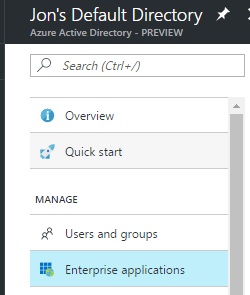 Jon's Default Directory
Azure Active Directory - PREVIEW
Search (Ctrl+/)
Overview
Quick start
MANAGE
Users and groups
Enterprise applications